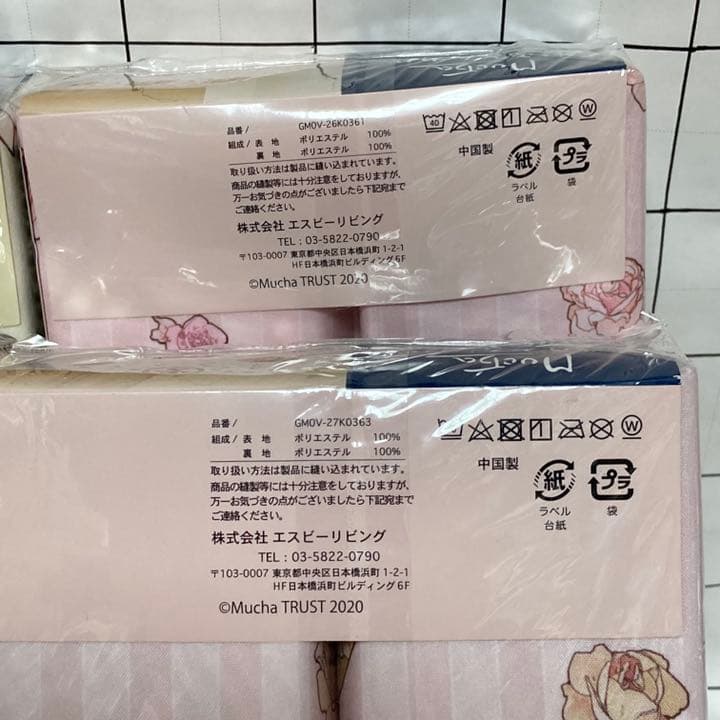 Mucha
品番/ GMOV-26K0361
組成/表 地 ポリエステル 100%
裏 地 ポリエステル 100%
取り扱い方法は製品に縫い込まれています。
商品の縫製等には十分注意をしておりますが、
万一お気づきの点がございましたら下記宛まで
ご連絡ください。
株式会社 エスビーリビング
TEL : 03-5822-0790
〒103-0007 東京都中央区日本橋浜町 1-2-1
HF日本橋浜町ビルディング 6F
©Mucha TRUST 2020
40
W
中国製
紙
プラ
ラベル
台紙
袋
Mucha
品番/ GMOV-27K0363
組成/表 地 ポリエステル 100%
裏 地 ポリエステル 100%
取り扱い方法は製品に縫い込まれています。
商品の縫製等には十分注意をしておりますが、
万一お気づきの点がございましたら下記宛まで
ご連絡ください。
株式会社 エスビーリビング
TEL : 03-5822-0790
〒103-0007 東京都中央区日本橋浜町 1-2-1
HF日本橋浜町ビルディング 6F
©Mucha TRUST 2020
W
中国製
紙
プラ
ラベル
台紙
袋